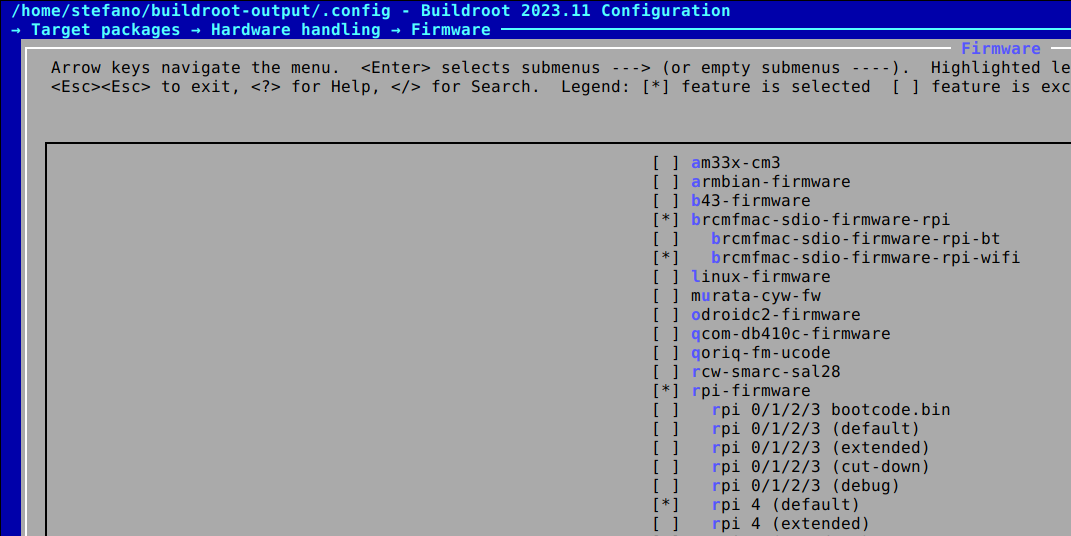 /home/stefano/buildroot-output/.config - Buildroot 2023.11 Configuration
→ Target packages → Hardware handling → Firmware
Firmware
Arrow keys navigate the menu.  <Enter> selects submenus ---> (or empty submenus ----).  Highlighted le
<Esc><Esc> to exit, <?> for Help, </> for Search.  Legend: [*] feature is selected  [ ] feature is exc
[ ] am33x-cm3
[ ] armbian-firmware
[ ] b43-firmware
[*] brcmfmac-sdio-firmware-rpi
[ ]   brcmfmac-sdio-firmware-rpi-bt
[*]   brcmfmac-sdio-firmware-rpi-wifi
[ ] linux-firmware
[ ] murata-cyw-fw
[ ] odroidc2-firmware
[ ] qcom-db410c-firmware
[ ] qoriq-fm-ucode
[ ] rcw-smarc-sal28
[*] rpi-firmware
[ ]   rpi 0/1/2/3 bootcode.bin
[ ]   rpi 0/1/2/3 (default)
[ ]   rpi 0/1/2/3 (extended)
[ ]   rpi 0/1/2/3 (cut-down)
[ ]   rpi 0/1/2/3 (debug)
[*]   rpi 4 (default)
[ ]   rpi 4 (extended)